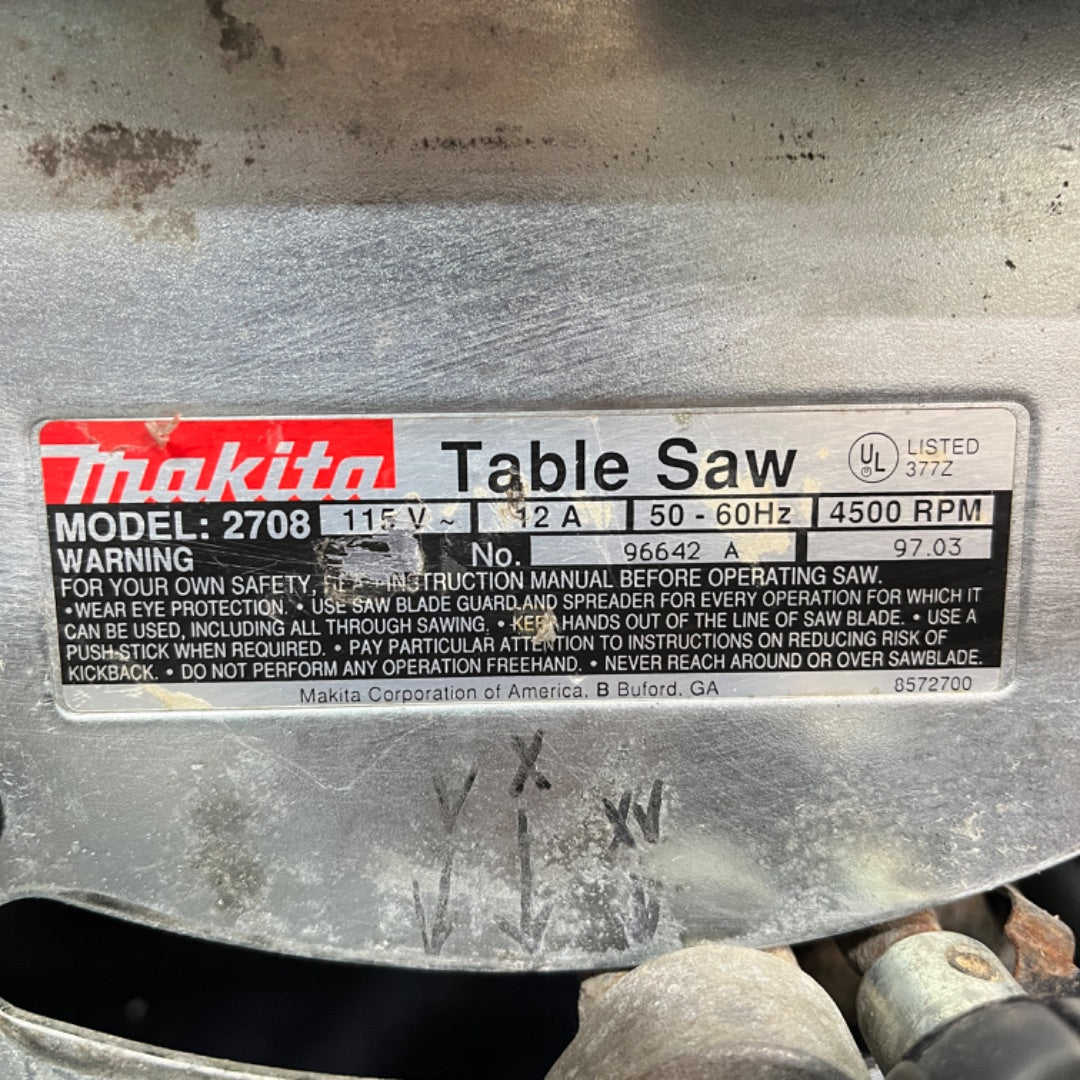 makita Table Saw UL LISTED 377Z
MODEL: 2708 115 V ~ 12 A 50 - 60Hz 4500 RPM
WARNING No. 96642 A 97.03
FOR YOUR OWN SAFETY, READ INSTRUCTION MANUAL BEFORE OPERATING SAW.
• WEAR EYE PROTECTION. • USE SAW BLADE GUARD AND SPREADER FOR EVERY OPERATION FOR WHICH IT
CAN BE USED, INCLUDING ALL THROUGH SAWING. • KEEP HANDS OUT OF THE LINE OF SAW BLADE. • USE A
PUSH-STICK WHEN REQUIRED. • PAY PARTICULAR ATTENTION TO INSTRUCTIONS ON REDUCING RISK OF
KICKBACK. • DO NOT PERFORM ANY OPERATION FREEHAND. • NEVER REACH AROUND OR OVER SAWBLADE.
Makita Corporation of America, B Buford, GA 8572700
V X XV